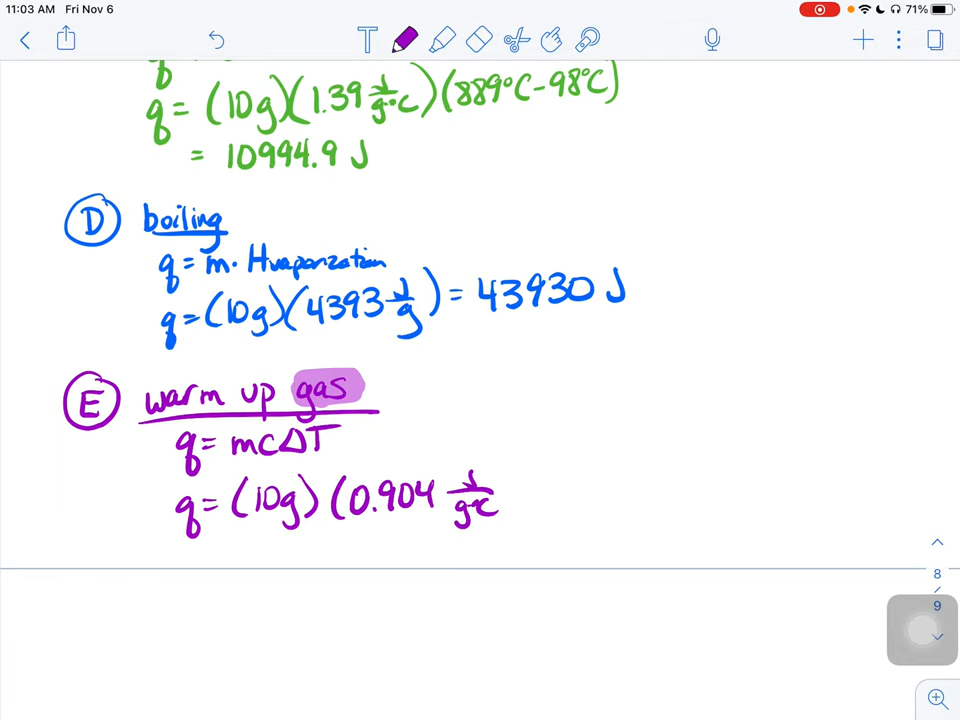 11:03 AM Fri Nov 6 71%
T
q
q = (10g)(1.39 J/g°C)(889°C-98°C)
= 10994.9 J
D boiling
q = m· Hvaporization
q = (10g)(4393 J/g) = 43930 J
E warm up gas
q = mcΔT
q = (10g) (0.904 J/g°C
8
/
9